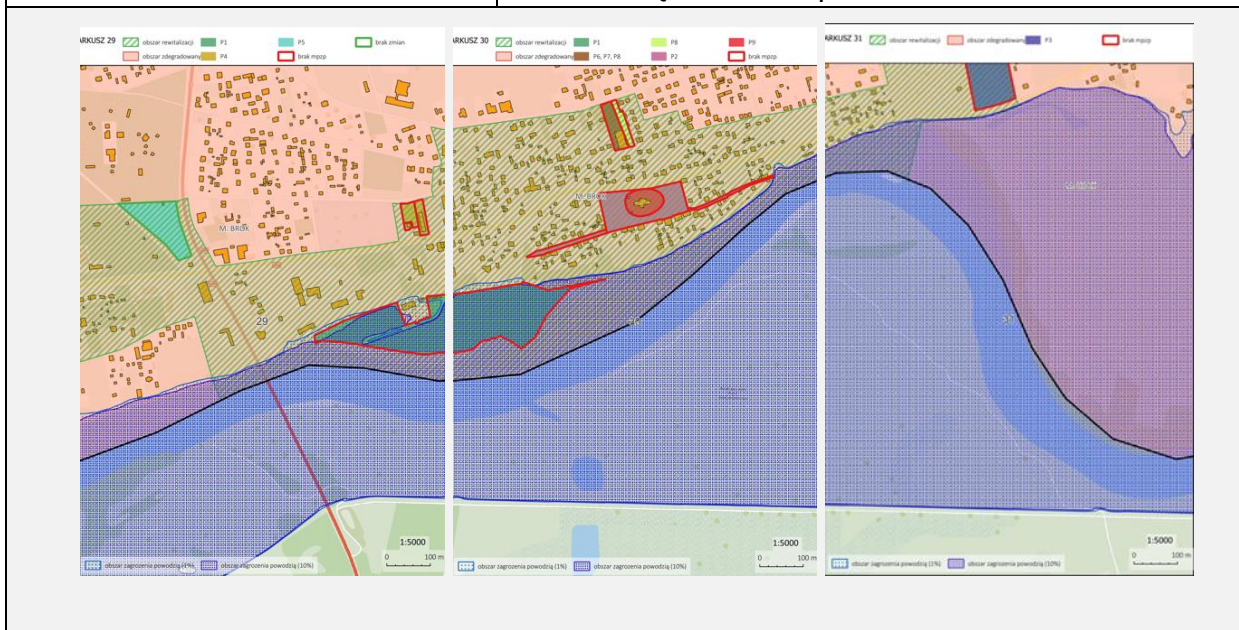 ARKUSZ 29 obszar rewitalizacji P1 P5 brak zmian
obszar zdegradowany P4 brak mpzp
M. BROK
29
1:5000
0 100 m
obszar zagrożenia powodzią (1%) obszar zagrożenia powodzią (10%)
ARKUSZ 30 obszar rewitalizacji P1 P8 P9
obszar zdegradowany P6, P7, P8 P2 brak mpzp
M. BROK
1:5000
0 100 m
obszar zagrożenia powodzią (1%) obszar zagrożenia powodzią (10%)
ARKUSZ 31 obszar rewitalizacji obszar zdegradowany P3 brak mpzp
1:5000
0 100 m
obszar zagrożenia powodzią (1%) obszar zagrożenia powodzią (10%)